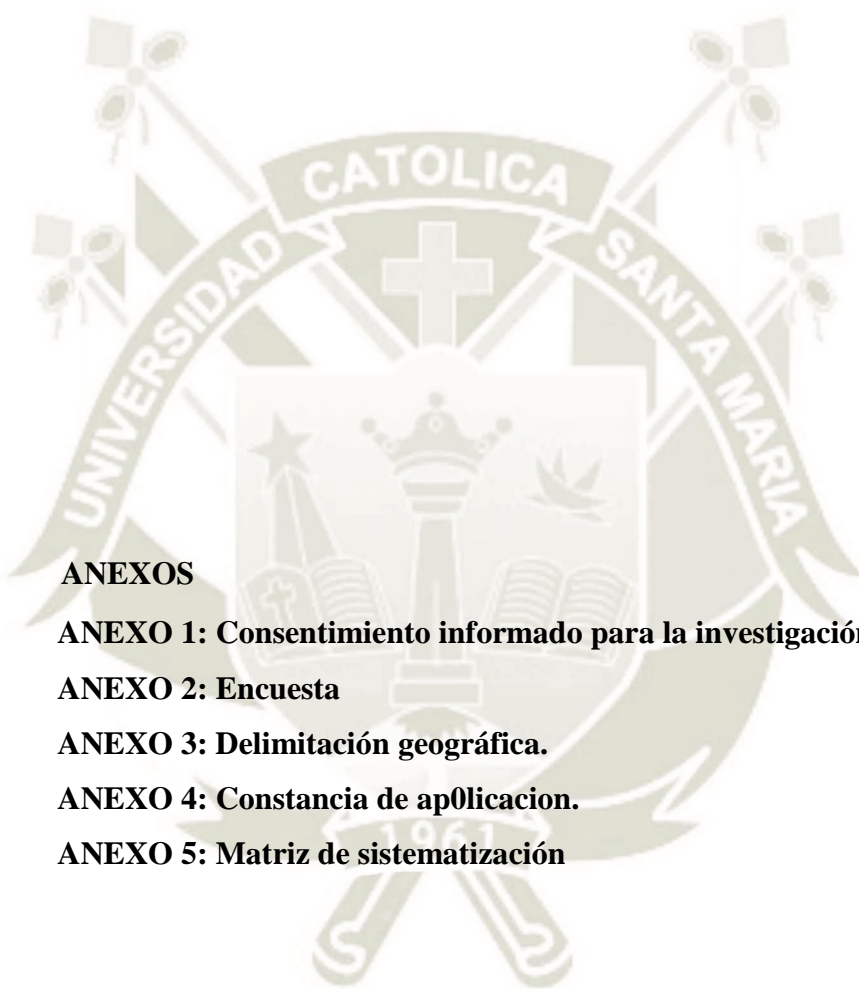 UNIVERSIDAD CATOLICA SANTA MARIA
ANEXOS
ANEXO 1: Consentimiento informado para la investigación
ANEXO 2: Encuesta
ANEXO 3: Delimitación geográfica.
ANEXO 4: Constancia de ap0licacion.
ANEXO 5: Matriz de sistematización
1961